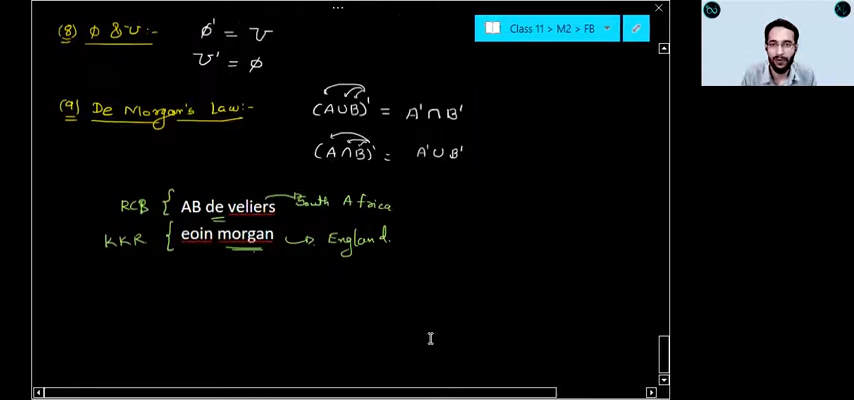 Class 11 > M2 > FB
(8) φ & U :- φ' = U
U' = φ
(9) De Morgan's Law:- (A∪B)' = A'∩B'
(A∩B)' = A'∪B'
RCB { AB de veliers → South Africa
KKR { eoin morgan → England.